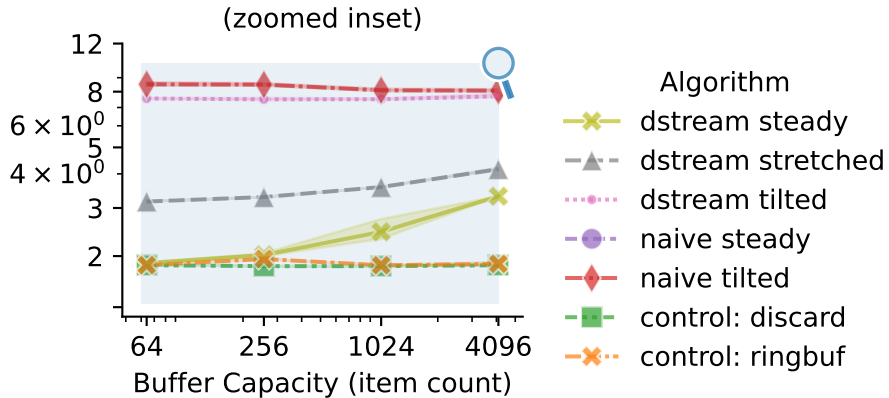 (zoomed inset)
12
8
6 × 10⁰
5
4 × 10⁰
3
2
64 256 1024 4096
Buffer Capacity (item count)
Algorithm
dstream steady
dstream stretched
dstream tilted
naive steady
naive tilted
control: discard
control: ringbuf